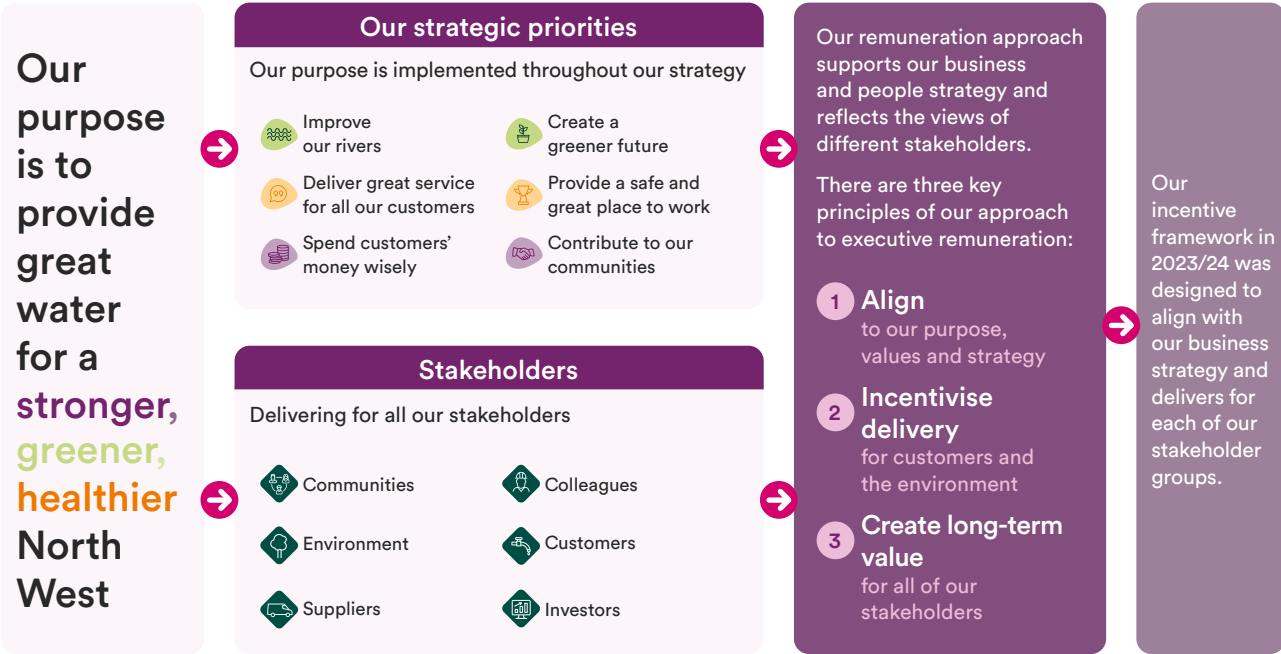 Our
purpose
is to
provide
great
water
for a
stronger,
greener,
healthier
North
West
Our strategic priorities
Our purpose is implemented throughout our strategy
Improve
our rivers
Create a
greener future
Deliver great service
for all our customers
Provide a safe and
great place to work
Spend customers'
money wisely
Contribute to our
communities
Stakeholders
Delivering for all our stakeholders
Communities
Colleagues
Environment
Customers
Suppliers
Investors
Our remuneration approach
supports our business
and people strategy and
reflects the views of
different stakeholders.
There are three key
principles of our approach
to executive remuneration:
1 Align
to our purpose,
values and strategy
2 Incentivise
delivery
for customers and
the environment
3 Create long-term
value
for all of our
stakeholders
Our
incentive
framework in
2023/24 was
designed to
align with
our business
strategy and
delivers for
each of our
stakeholder
groups.